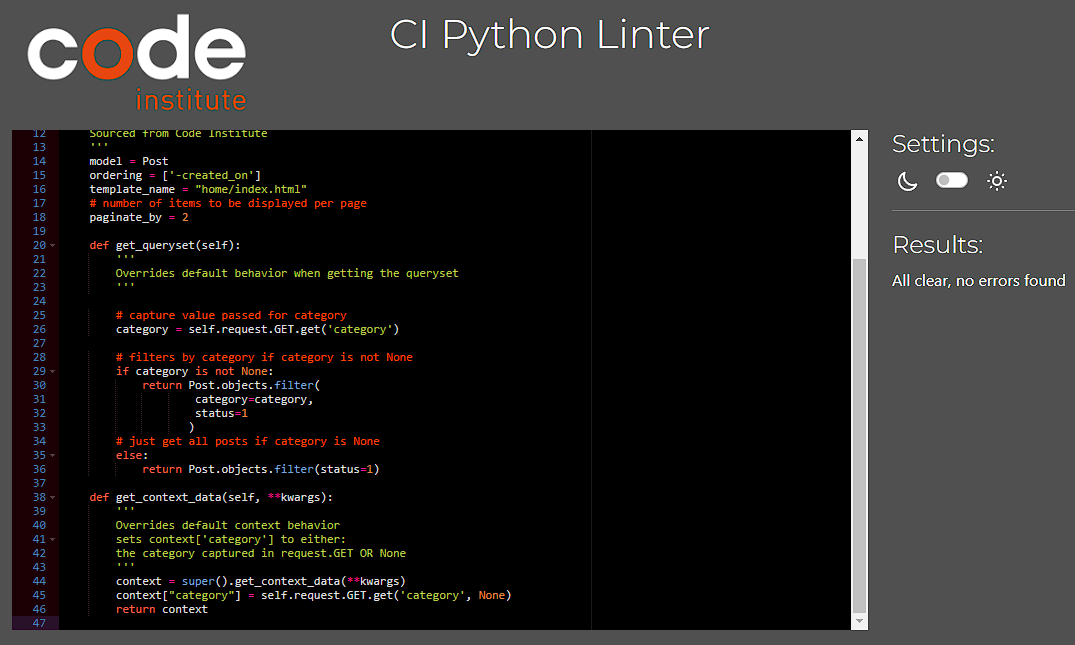 code
institute
CI Python Linter
12 Sourced from Code Institute
13 '''
14 model = Post
15 ordering = ['-created_on']
16 template_name = "home/index.html"
17 # number of items to be displayed per page
18 paginate_by = 2
19
20 def get_queryset(self):
21 '''
22 Overrides default behavior when getting the queryset
23 '''
24
25 # capture value passed for category
26 category = self.request.GET.get('category')
27
28 # filters by category if category is not None
29 if category is not None:
30 return Post.objects.filter(
31 category=category,
32 status=1
33 )
34 # just get all posts if category is None
35 else:
36 return Post.objects.filter(status=1)
37
38 def get_context_data(self, **kwargs):
39 '''
40 Overrides default context behavior
41 sets context['category'] to either:
42 the category captured in request.GET OR None
43 '''
44 context = super().get_context_data(**kwargs)
45 context["category"] = self.request.GET.get('category', None)
46 return context
47
Settings:
Results:
All clear, no errors found